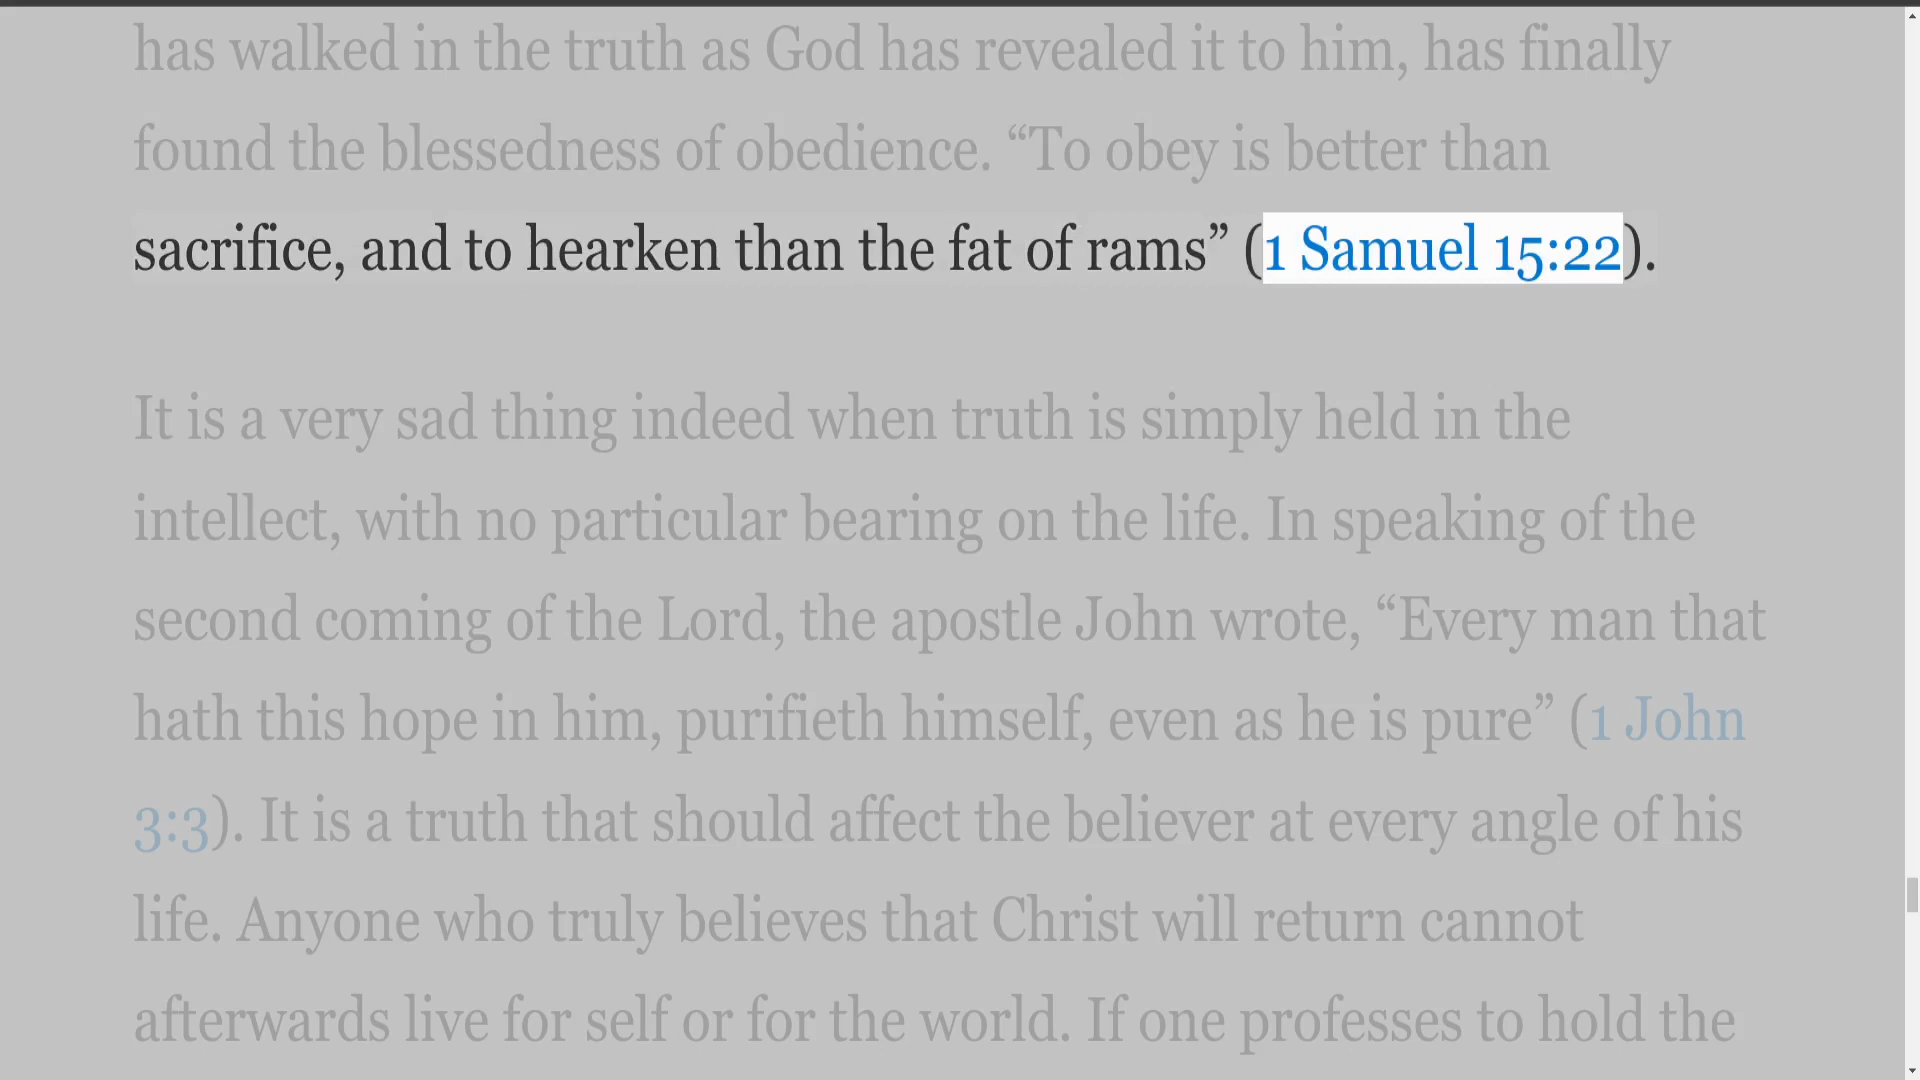 has walked in the truth as God has revealed it to him, has finally
found the blessedness of obedience. “To obey is better than
sacrifice, and to hearken than the fat of rams” (1 Samuel 15:22).
It is a very sad thing indeed when truth is simply held in the
intellect, with no particular bearing on the life. In speaking of the
second coming of the Lord, the apostle John wrote, “Every man that
hath this hope in him, purifieth himself, even as he is pure” (1 John
3:3). It is a truth that should affect the believer at every angle of his
life. Anyone who truly believes that Christ will return cannot
afterwards live for self or for the world. If one professes to hold the